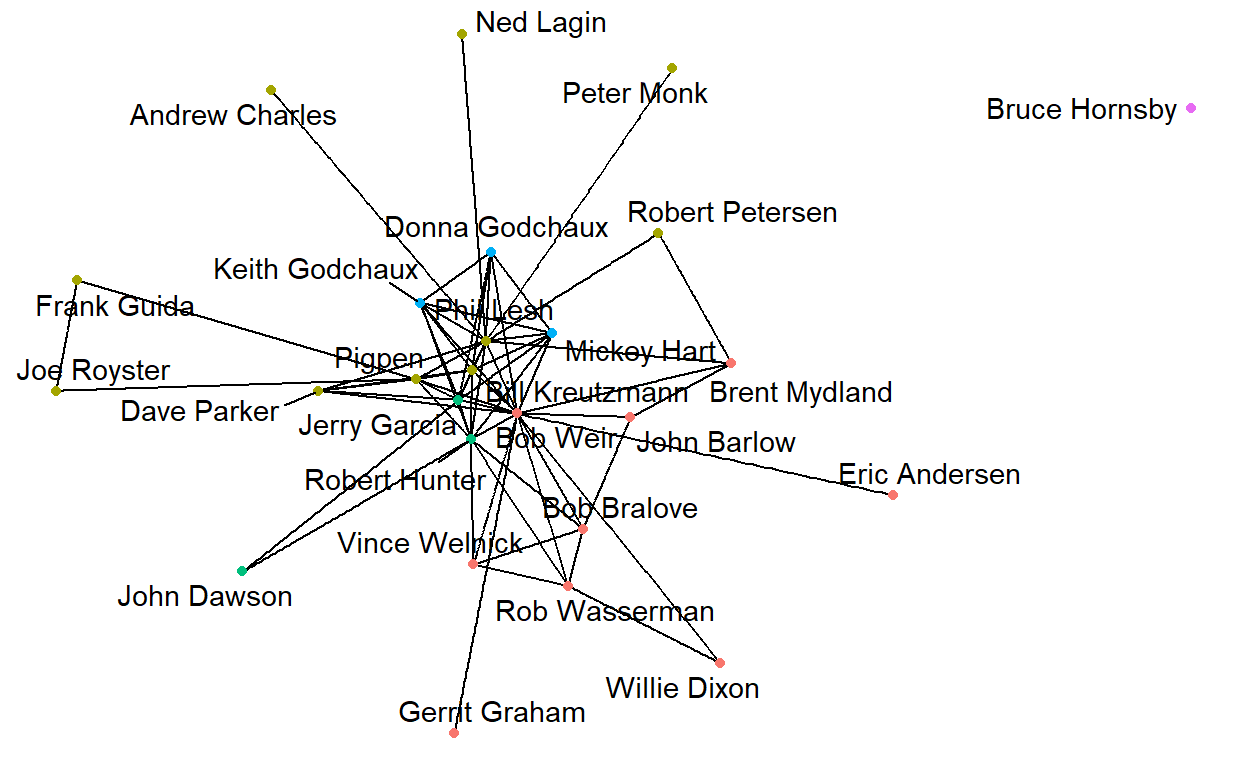 Ned Lagin
Peter Monk
Andrew Charles
Bruce Hornsby
Robert Petersen
Donna Godchaux
Keith Godchaux
Frank Guida
Phil Lesh
Mickey Hart
Pigpen
Joe Royster
Bill Kreutzmann
Brent Mydland
Dave Parker
Jerry Garcia
Bob Weir
John Barlow
Eric Andersen
Robert Hunter
Bob Bralove
Vince Welnick
John Dawson
Rob Wasserman
Willie Dixon
Gerrit Graham